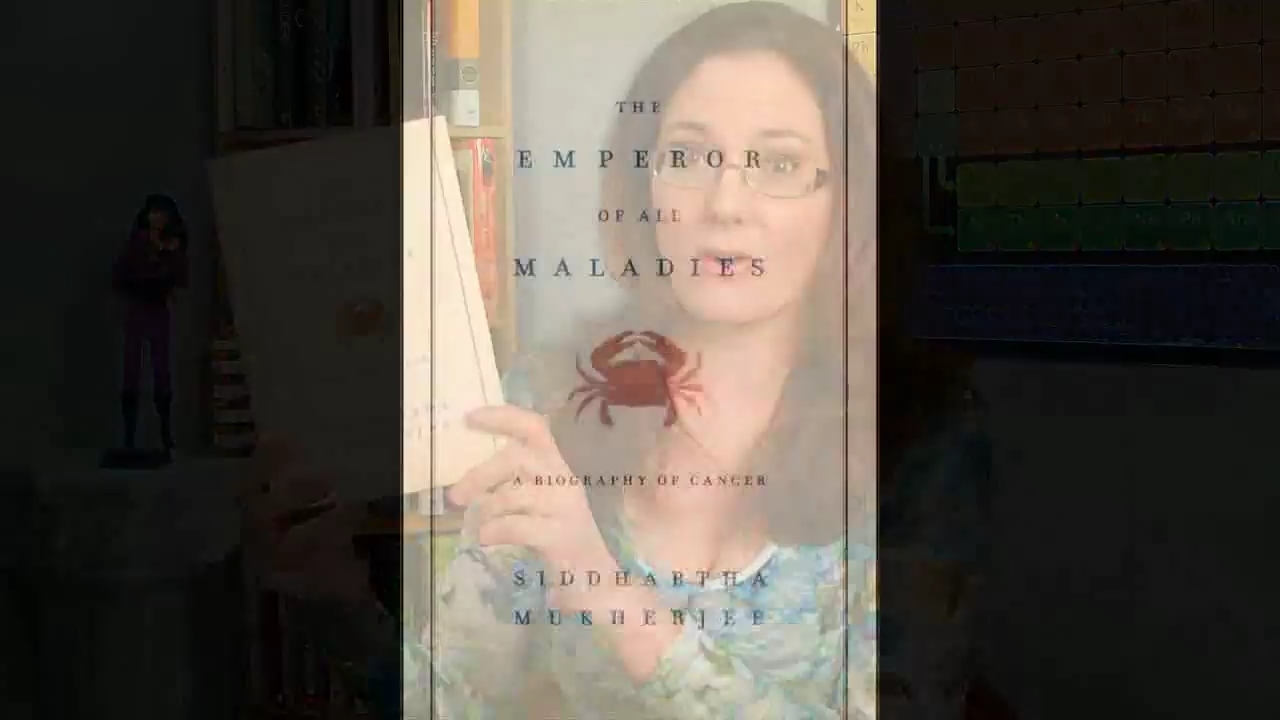 THE
EMPEROR
OF ALL
MALADIES
A BIOGRAPHY OF CANCER
SIDDHARTHA
MUKHERJEE